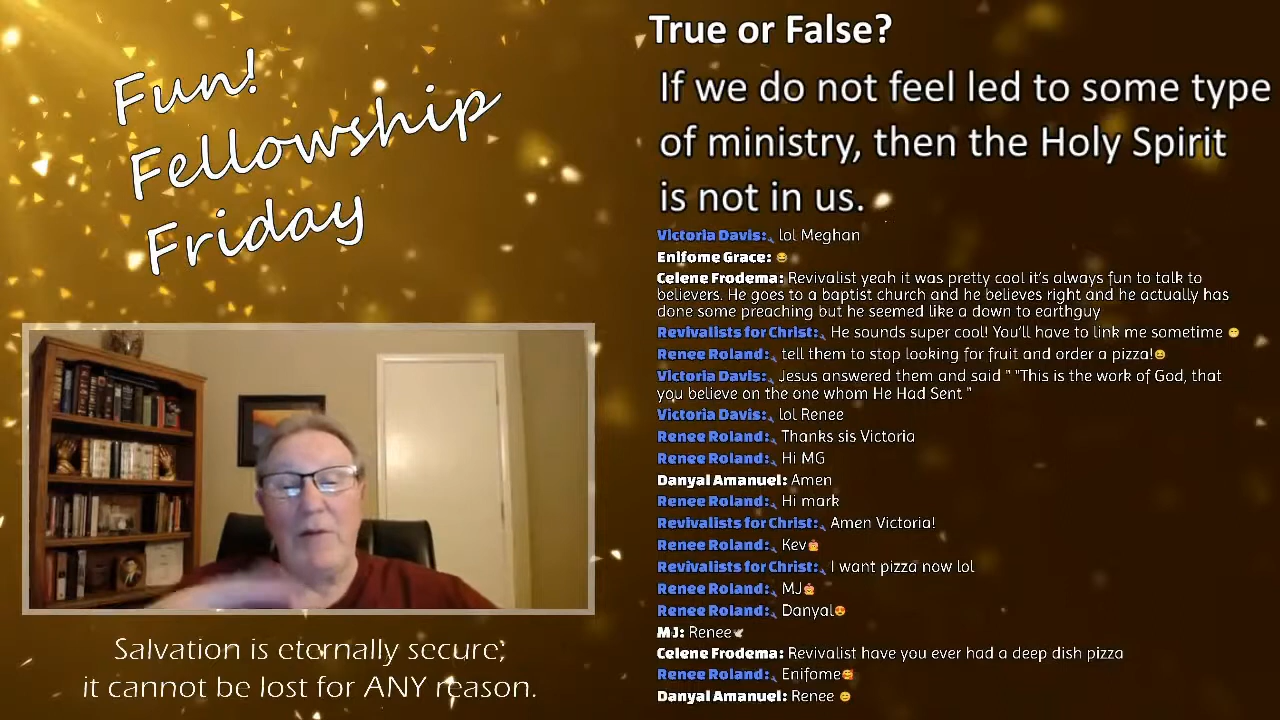 Fun!
Fellowship
Friday
Salvation is eternally secure;
it cannot be lost for ANY reason.
True or False?
If we do not feel led to some type
of ministry, then the Holy Spirit
is not in us.
Victoria Davis: lol Meghan
Enifome Grace: 😂
Celene Frodema: Revivalist yeah it was pretty cool it's always fun to talk to
believers. He goes to a baptist church and he believes right and he actually has
done some preaching but he seemed like a down to earthguy
Revivalists for Christ: He sounds super cool! You'll have to link me sometime 😁
Renee Roland: tell them to stop looking for fruit and order a pizza!😂
Victoria Davis: Jesus answered them and said " "This is the work of God, that
you believe on the one whom He Had Sent "
Victoria Davis: lol Renee
Renee Roland: Thanks sis Victoria
Renee Roland: Hi MG
Danyal Amanuel: Amen
Renee Roland: Hi mark
Revivalists for Christ: Amen Victoria!
Renee Roland: Kev🤗
Revivalists for Christ: I want pizza now lol
Renee Roland: MJ🤗
Renee Roland: Danyal😍
MJ: Renee🕊
Celene Frodema: Revivalist have you ever had a deep dish pizza
Renee Roland: Enifome🥰
Danyal Amanuel: Renee 😊